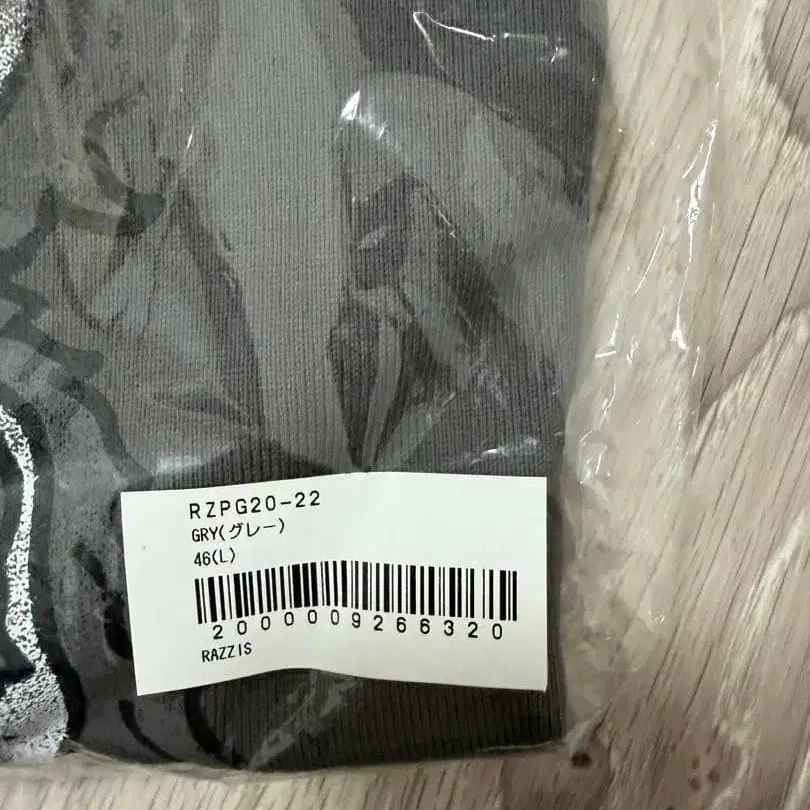 RZPG20-22
GRY(グレー)
46(L)
2000009266320
RAZZIS